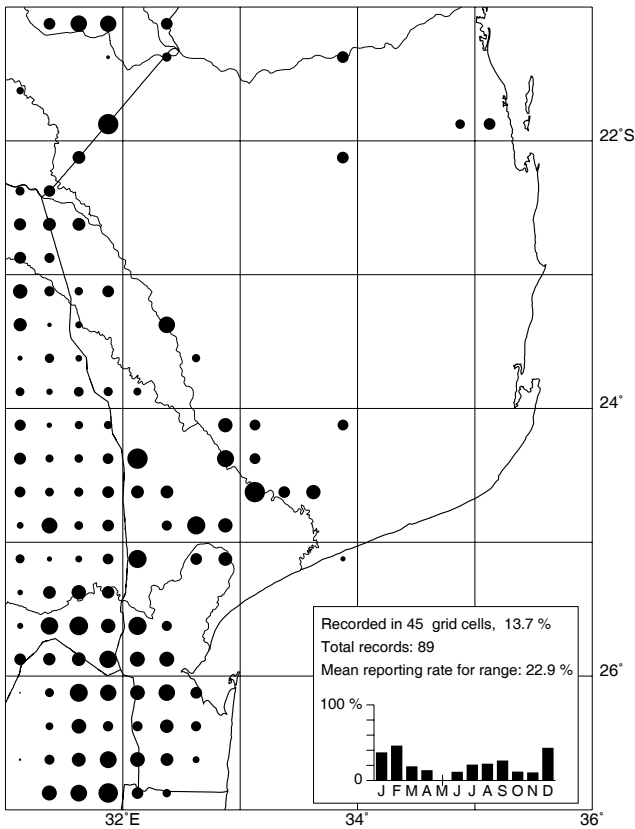 22˚S
24˚
Recorded in 45 grid cells, 13.7 %
Total records: 89
Mean reporting rate for range: 22.9 %
26˚
100 %
0
J F M A M J J A S O N D
32˚E
34˚
36˚